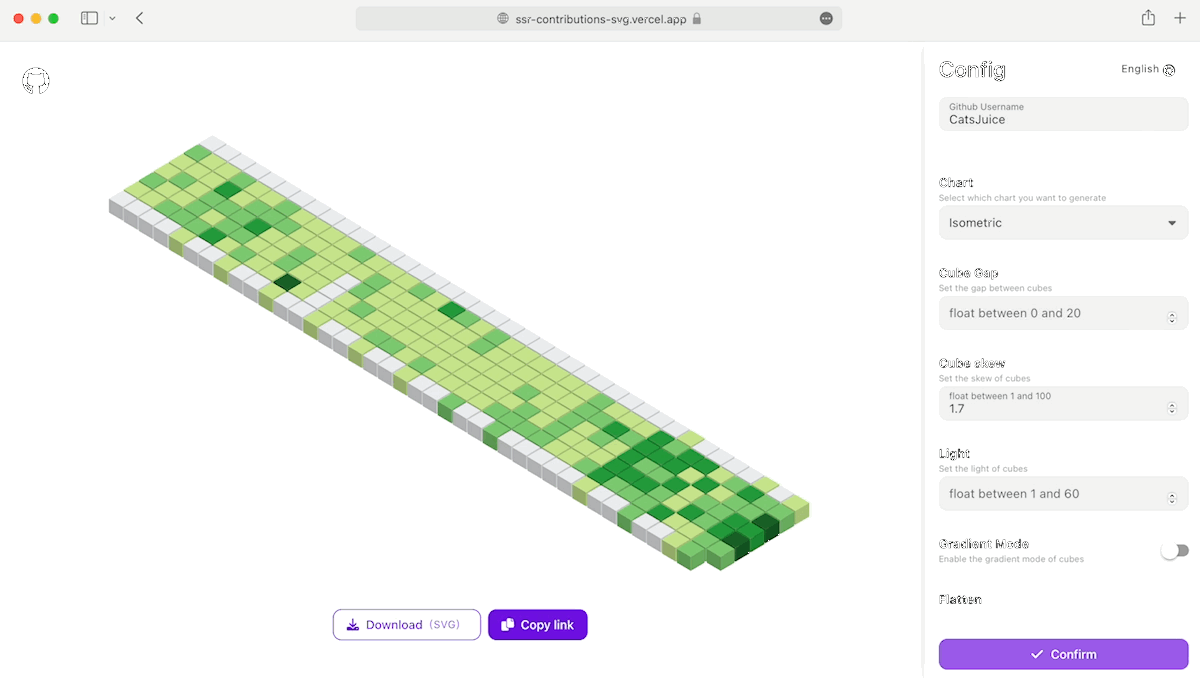 ssr-contributions-svg.vercel.app
Config
English
Github Username
CatsJuice
Chart
Select which chart you want to generate
Isometric
Cube Gap
Set the gap between cubes
float between 0 and 20
Cube skew
Set the skew of cubes
float between 1 and 100
1.7
Light
Set the light of cubes
float between 1 and 60
Gradient Mode
Enable the gradient mode of cubes
Flatten
Download (SVG)
Copy link
Confirm